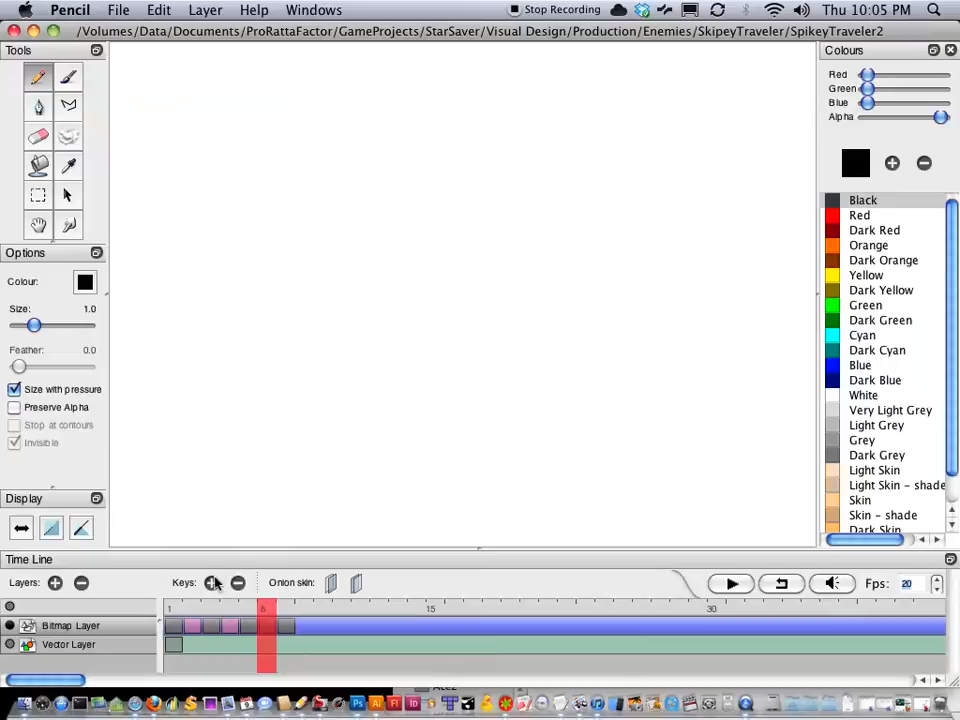 Pencil File Edit Layer Help Windows Stop Recording Thu 10:05 PM
/Volumes/Data/Documents/ProRattaFactor/GameProjects/StarSaver/Visual Design/Production/Enemies/SkipeyTraveler/SpikeyTraveler2
Tools
Colours
Red
Green
Blue
Alpha
Black
Red
Dark Red
Orange
Dark Orange
Yellow
Dark Yellow
Green
Dark Green
Cyan
Dark Cyan
Blue
Dark Blue
White
Very Light Grey
Light Grey
Grey
Dark Grey
Light Skin
Light Skin - shade
Skin
Skin - shade
Dark Skin
Options
Colour:
Size: 1.0
Feather: 0.0
Size with pressure
Preserve Alpha
Stop at contours
Invisible
Display
Time Line
Layers: Keys: Onion skin: Fps: 20
1 6 15 30
Bitmap Layer
Vector Layer